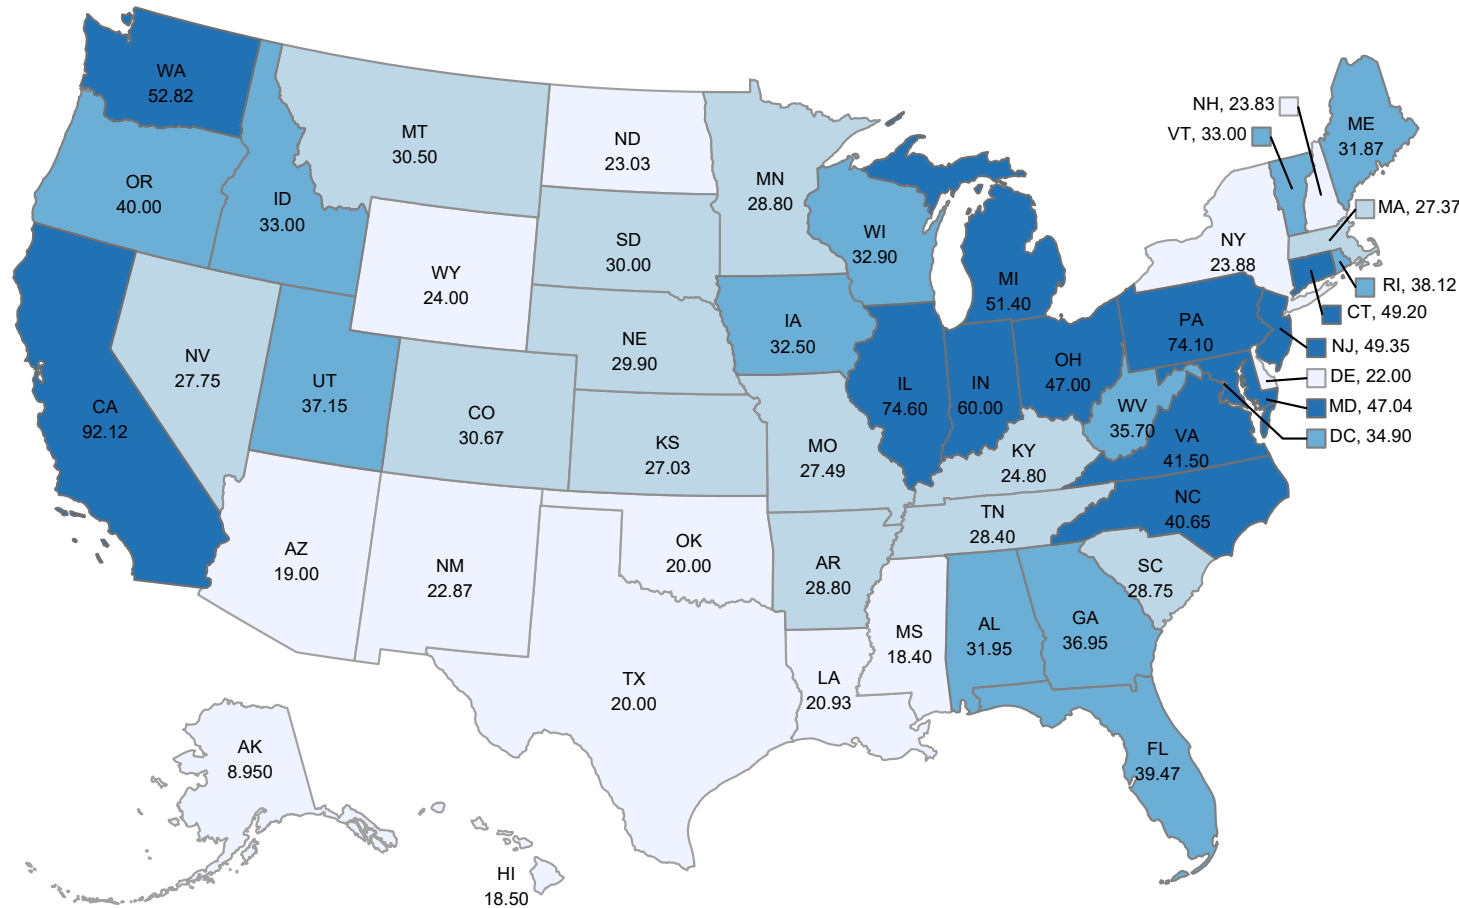 WA
52.82
MT
30.50
ND
23.03
NH, 23.83
VT, 33.00
ME
31.87
OR
40.00
ID
33.00
MN
28.80
MA, 27.37
SD
30.00
WI
32.90
NY
23.88
WY
24.00
MI
51.40
RI, 38.12
CT, 49.20
NV
27.75
NE
29.90
IA
32.50
PA
74.10
NJ, 49.35
UT
37.15
OH
47.00
DE, 22.00
CA
92.12
CO
30.67
IL
74.60
IN
60.00
WV
35.70
MD, 47.04
DC, 34.90
KS
27.03
MO
27.49
KY
24.80
VA
41.50
NC
40.65
TN
28.40
AZ
19.00
NM
22.87
OK
20.00
AR
28.80
SC
28.75
MS
18.40
AL
31.95
GA
36.95
TX
20.00
LA
20.93
AK
8.950
FL
39.47
HI
18.50